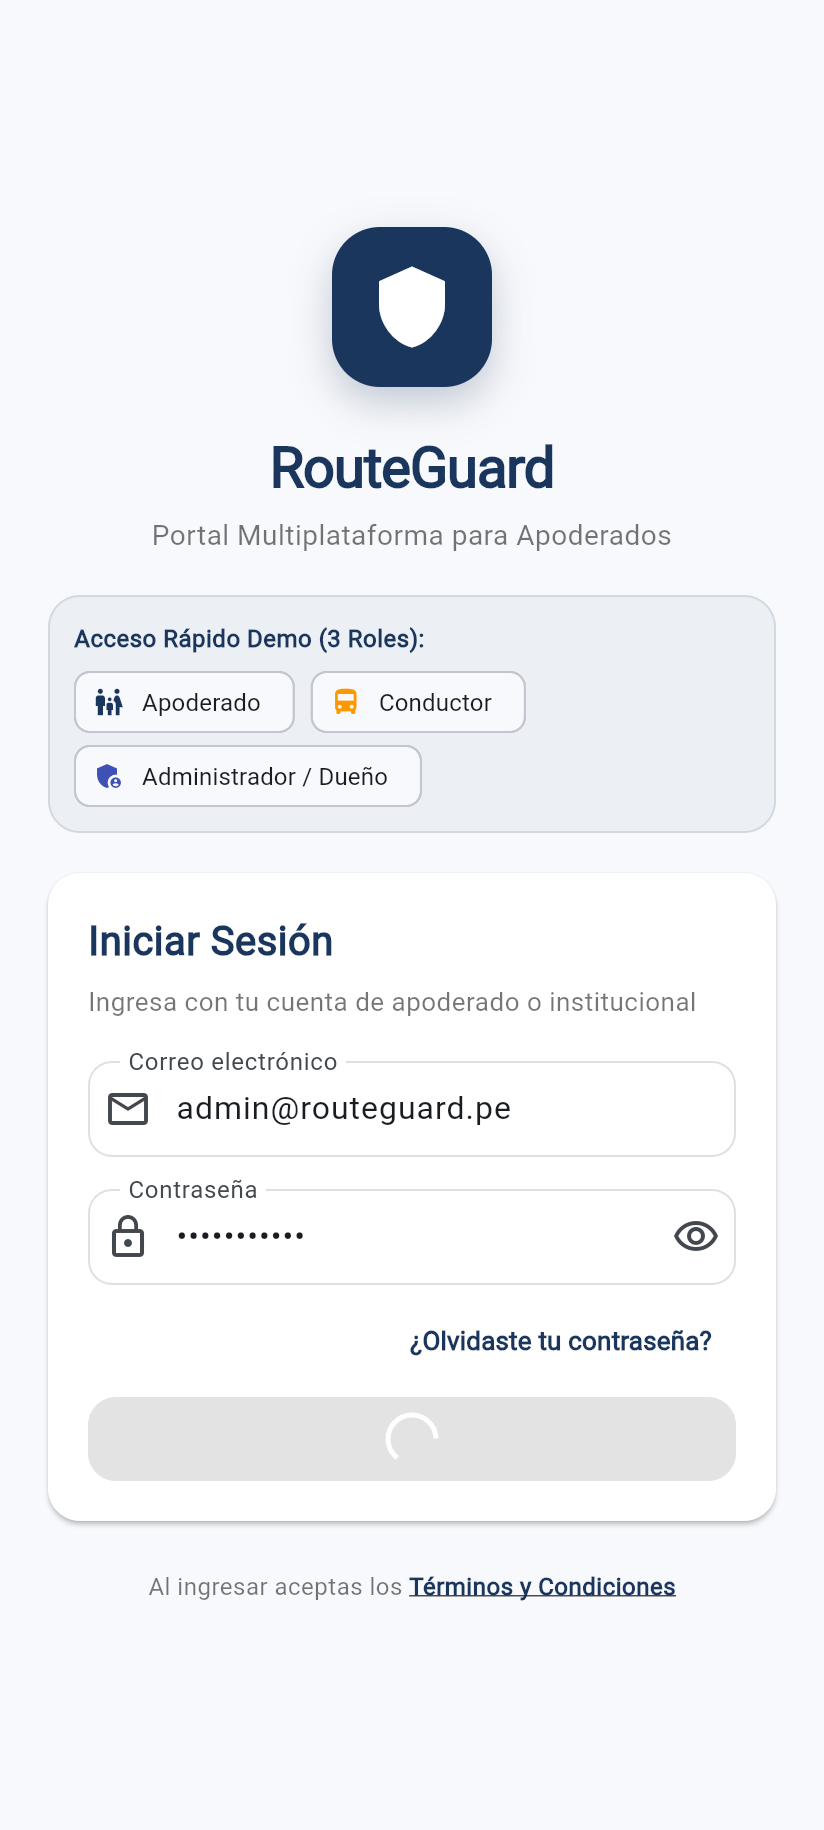 RouteGuard
Portal Multiplataforma para Apoderados
Acceso Rápido Demo (3 Roles):
Apoderado
Conductor
Administrador / Dueño
Iniciar Sesión
Ingresa con tu cuenta de apoderado o institucional
Correo electrónico
admin@routeguard.pe
Contraseña
•••••••••••
¿Olvidaste tu contraseña?
Al ingresar aceptas los Términos y Condiciones